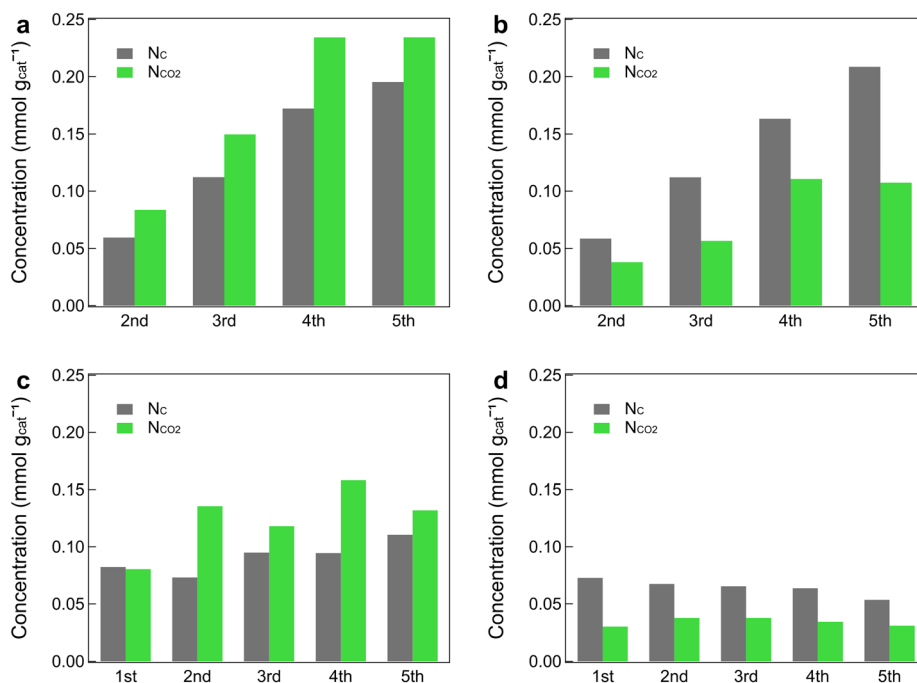 a
Concentration (mmol gcat⁻¹)
0.25
0.20
0.15
0.10
0.05
0.00
NC
NCO2
2nd 3rd 4th 5th
b
Concentration (mmol gcat⁻¹)
0.25
0.20
0.15
0.10
0.05
0.00
NC
NCO2
2nd 3rd 4th 5th
c
Concentration (mmol gcat⁻¹)
0.25
0.20
0.15
0.10
0.05
0.00
NC
NCO2
1st 2nd 3rd 4th 5th
d
Concentration (mmol gcat⁻¹)
0.25
0.20
0.15
0.10
0.05
0.00
NC
NCO2
1st 2nd 3rd 4th 5th